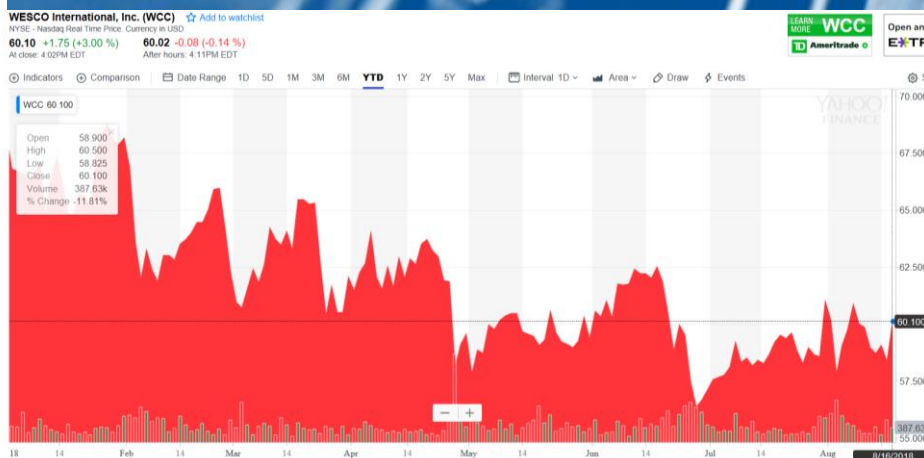 WESCO International, Inc. (WCC) Add to watchlist
NYSE - Nasdaq Real Time Price. Currency in USD
60.10 +1.75 (+3.00 %) 60.02 -0.08 (-0.14 %)
At close: 4:02PM EDT After hours: 4:11PM EDT
LEARN MORE WCC
TD Ameritrade
Open an
Indicators Comparison Date Range 1D 5D 1M 3M 6M YTD 1Y 2Y 5Y Max Interval 1D Area Draw Events
WCC 60.100
YAHOO!
FINANCE
Open 58.900
High 60.500
Low 58.825
Close 60.100
Volume 387.63k
% Change -11.81%
70.000
67.500
65.000
62.500
60.100
57.500
387.63
55.000
18 14 Feb 14 Mar 14 Apr 14 May 14 Jun 14 Jul 14 Aug 8/16/2018